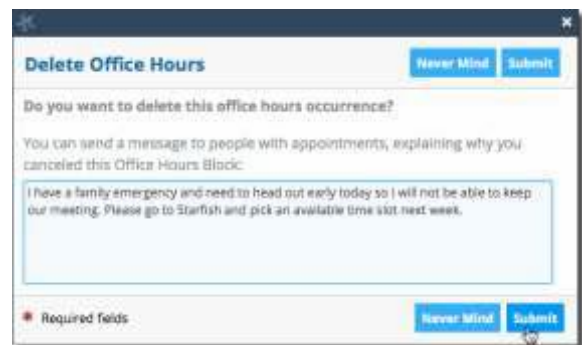 Delete Office Hours
Never Mind
Submit
Do you want to delete this office hours occurrence?
You can send a message to people with appointments, explaining why you
canceled this Office Hours Block:
I have a family emergency and need to head out early today so I will not be able to keep
our meeting. Please go to Starfish and pick an available time slot next week.
* Required fields
Never Mind
Submit